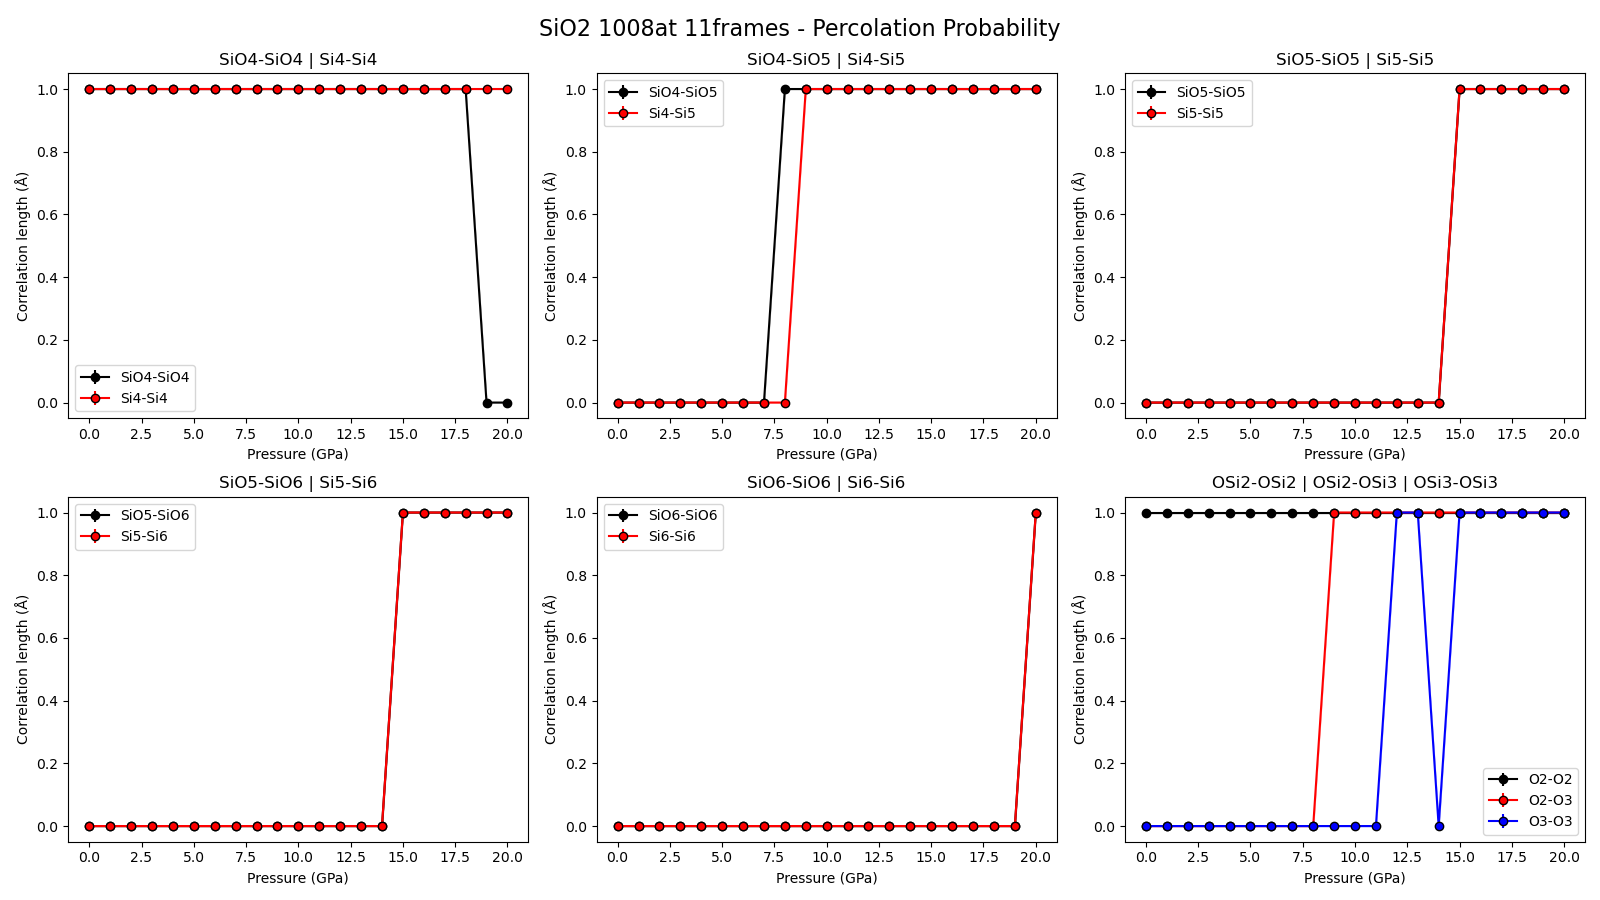 SiO2 1008at 11frames - Percolation Probability
SiO4-SiO4 | Si4-Si4
1.0
0.8
0.6
0.4
0.2
0.0
Correlation length (Å)
SiO4-SiO4
Si4-Si4
0.0 2.5 5.0 7.5 10.0 12.5 15.0 17.5 20.0
Pressure (GPa)
SiO4-SiO5 | Si4-Si5
1.0
0.8
0.6
0.4
0.2
0.0
Correlation length (Å)
SiO4-SiO5
Si4-Si5
0.0 2.5 5.0 7.5 10.0 12.5 15.0 17.5 20.0
Pressure (GPa)
SiO5-SiO5 | Si5-Si5
1.0
0.8
0.6
0.4
0.2
0.0
Correlation length (Å)
SiO5-SiO5
Si5-Si5
0.0 2.5 5.0 7.5 10.0 12.5 15.0 17.5 20.0
Pressure (GPa)
SiO5-SiO6 | Si5-Si6
1.0
0.8
0.6
0.4
0.2
0.0
Correlation length (Å)
SiO5-SiO6
Si5-Si6
0.0 2.5 5.0 7.5 10.0 12.5 15.0 17.5 20.0
Pressure (GPa)
SiO6-SiO6 | Si6-Si6
1.0
0.8
0.6
0.4
0.2
0.0
Correlation length (Å)
SiO6-SiO6
Si6-Si6
0.0 2.5 5.0 7.5 10.0 12.5 15.0 17.5 20.0
Pressure (GPa)
OSi2-OSi2 | OSi2-OSi3 | OSi3-OSi3
1.0
0.8
0.6
0.4
0.2
0.0
Correlation length (Å)
O2-O2
O2-O3
O3-O3
0.0 2.5 5.0 7.5 10.0 12.5 15.0 17.5 20.0
Pressure (GPa)